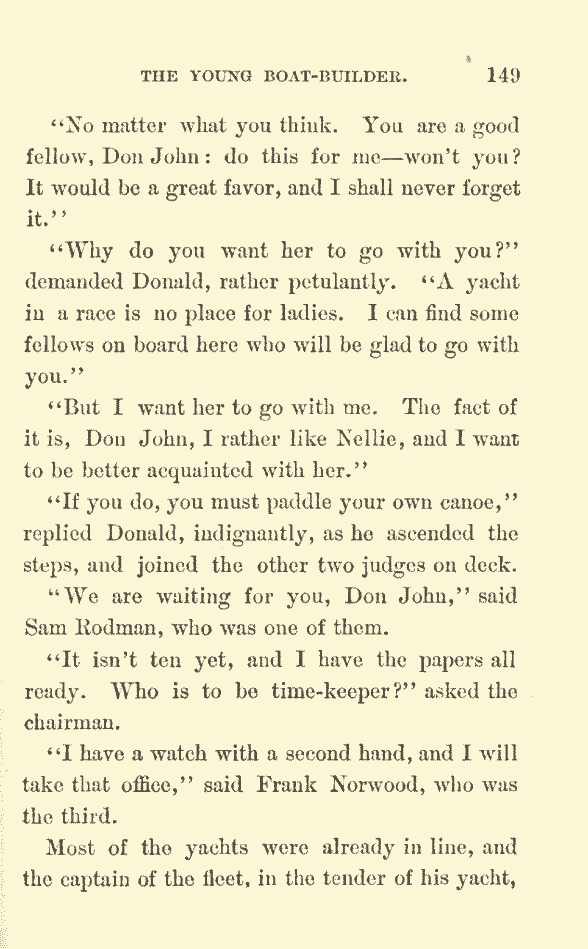 THE YOUNG BOAT-BUILDER. 149
“No matter what you think. You are a good
fellow, Don John: do this for me—won't you?
It would be a great favor, and I shall never forget
it.”
“Why do you want her to go with you?”
demanded Donald, rather petulantly. “A yacht
in a race is no place for ladies. I can find some
fellows on board here who will be glad to go with
you.”
“But I want her to go with me. The fact of
it is, Don John, I rather like Nellie, and I want
to be better acquainted with her.”
“If you do, you must paddle your own canoe,”
replied Donald, indignantly, as he ascended the
steps, and joined the other two judges on deck.
“We are waiting for you, Don John,” said
Sam Rodman, who was one of them.
“It isn't ten yet, and I have the papers all
ready. Who is to be time-keeper?” asked the
chairman.
“I have a watch with a second hand, and I will
take that office,” said Frank Norwood, who was
the third.
Most of the yachts were already in line, and
the captain of the fleet, in the tender of his yacht,